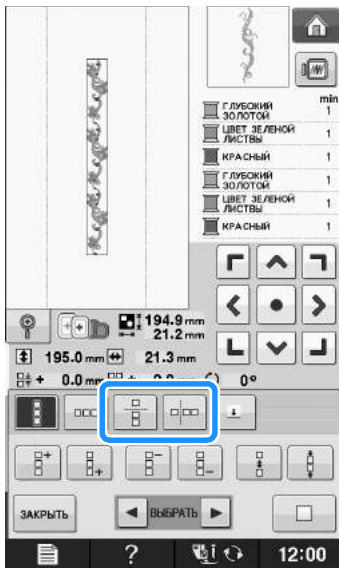 min
ГЛУБОКИЙ
ЗОЛОТОЙ 1
ЦВЕТ ЗЕЛЕНОЙ
ЛИСТВЫ 1
КРАСНЫЙ 1
ГЛУБОКИЙ
ЗОЛОТОЙ 1
ЦВЕТ ЗЕЛЕНОЙ
ЛИСТВЫ 1
КРАСНЫЙ 1
194.9 mm
21.2 mm
195.0 mm 21.3 mm
0.0 mm 0° 
ЗАКРЫТЬ ВЫБРАТЬ
? 12:00